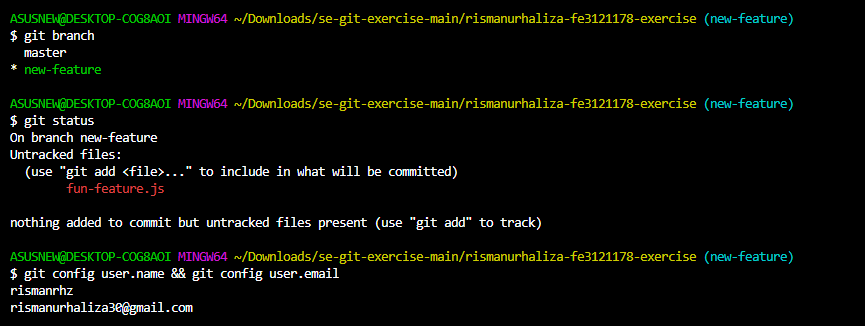 ASUSNEW@DESKTOP-COG8AOI MINGW64 ~/Downloads/se-git-exercise-main/rismanurhaliza-fe3121178-exercise (new-feature)
$ git branch
  master
* new-feature

ASUSNEW@DESKTOP-COG8AOI MINGW64 ~/Downloads/se-git-exercise-main/rismanurhaliza-fe3121178-exercise (new-feature)
$ git status
On branch new-feature
Untracked files:
  (use "git add <file>..." to include in what will be committed)
        fun-feature.js

nothing added to commit but untracked files present (use "git add" to track)

ASUSNEW@DESKTOP-COG8AOI MINGW64 ~/Downloads/se-git-exercise-main/rismanurhaliza-fe3121178-exercise (new-feature)
$ git config user.name && git config user.email
rismanrhz
rismanurhaliza30@gmail.com